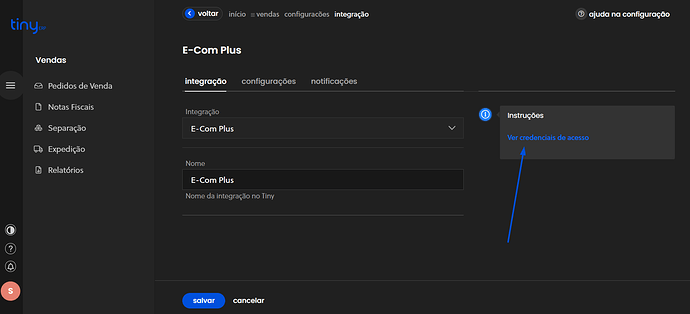 tiny
voltar início vendas configurações integração
ajuda na configuração
Vendas
Pedidos de Venda
Notas Fiscais
Separação
Expedição
Relatórios
S
E-Com Plus
integração configurações notificações
Integração
E-Com Plus
Nome
E-Com Plus
Nome da integração no Tiny
Instruções
Ver credenciais de acesso
salvar cancelar